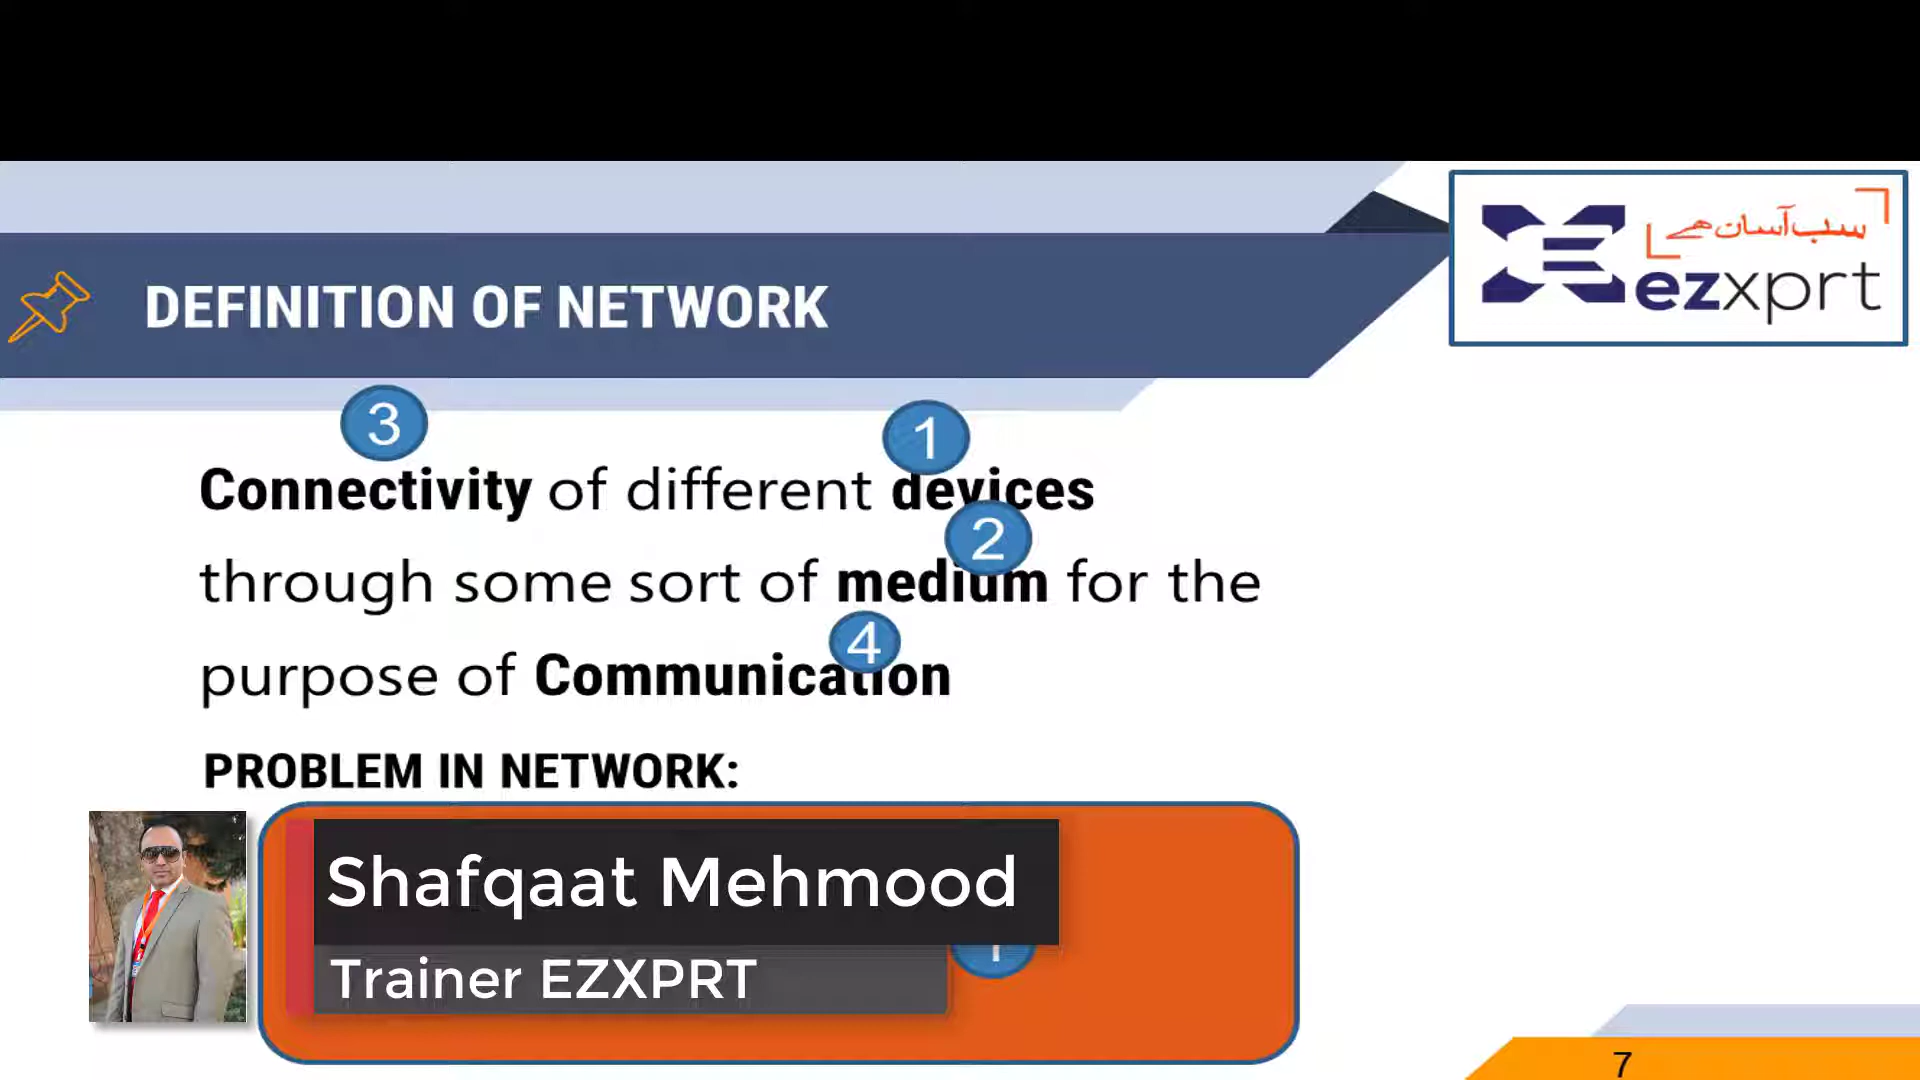 سب آسان ہے
ezxprt
DEFINITION OF NETWORK
3
1
Connectivity of different devices
2
through some sort of medium for the
4
purpose of Communication
PROBLEM IN NETWORK:
Shafqaat Mehmood
Trainer EZXPRT
7